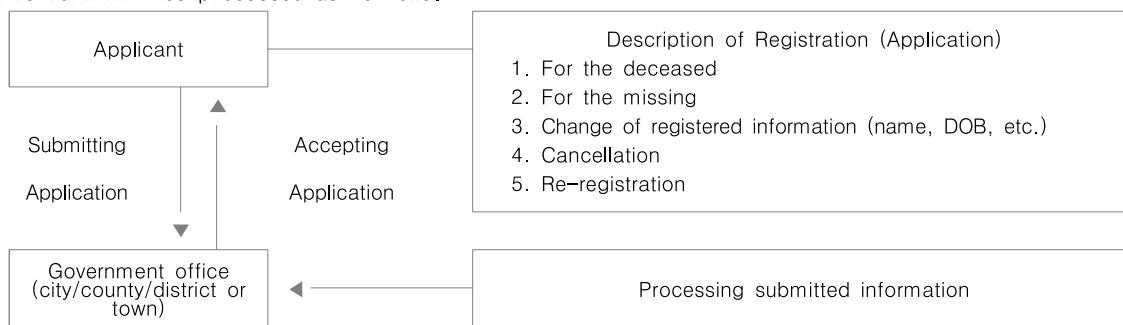 Applicant
Description of Registration (Application)
1. For the deceased
2. For the missing
3. Change of registered information (name, DOB, etc.)
4. Cancellation
5. Re-registration
Submitting
Application
Accepting
Application
Government office
(city/county/district or
town)
Processing submitted information